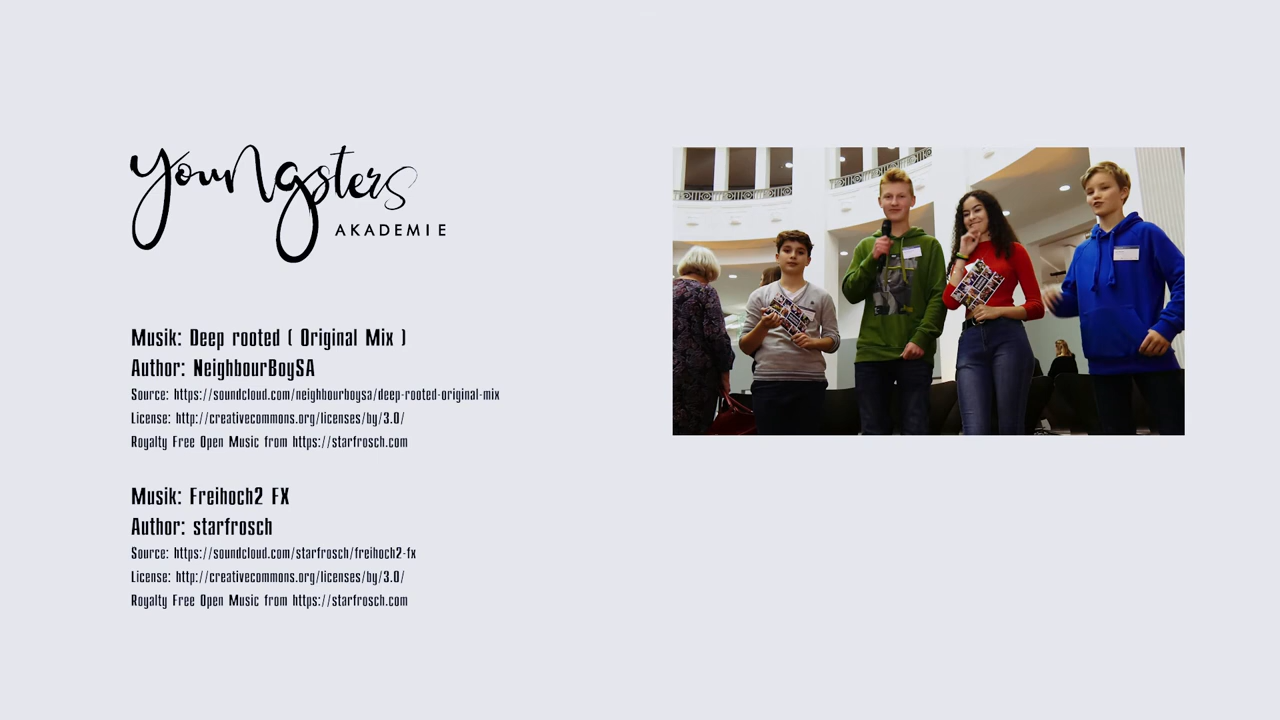 Youngsters
AKADEMIE
Musik: Deep rooted ( Original Mix )
Author: NeighbourBoySA
Source: https://soundcloud.com/neighbourboysa/deep-rooted-original-mix
License: http://creativecommons.org/licenses/by/3.0/
Royalty Free Open Music from https://starfrosch.com
Musik: Freihoch2 FX
Author: starfrosch
Source: https://soundcloud.com/starfrosch/freihoch2-fx
License: http://creativecommons.org/licenses/by/3.0/
Royalty Free Open Music from https://starfrosch.com